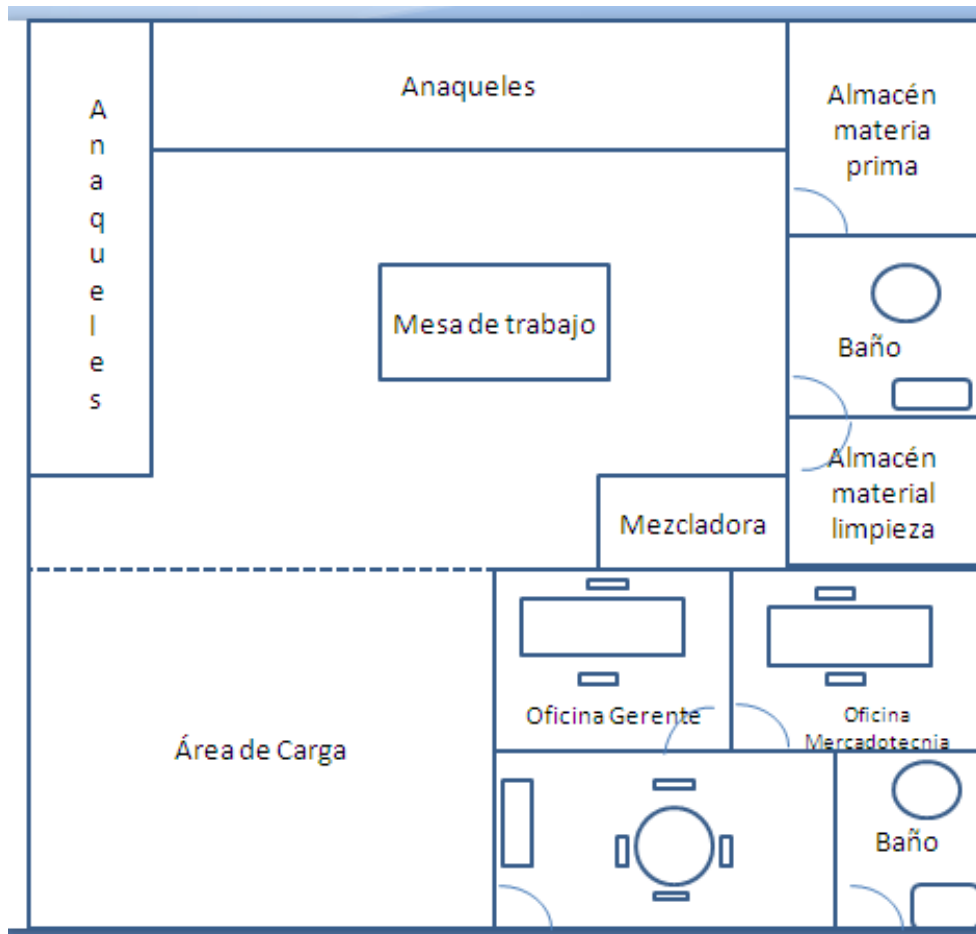 Anaqueles
Anaqueles
Almacén
materia
prima
Mesa de trabajo
Baño
Almacén
material
limpieza
Mezcladora
Oficina Gerente
Oficina
Mercadotecnia
Área de Carga
Baño